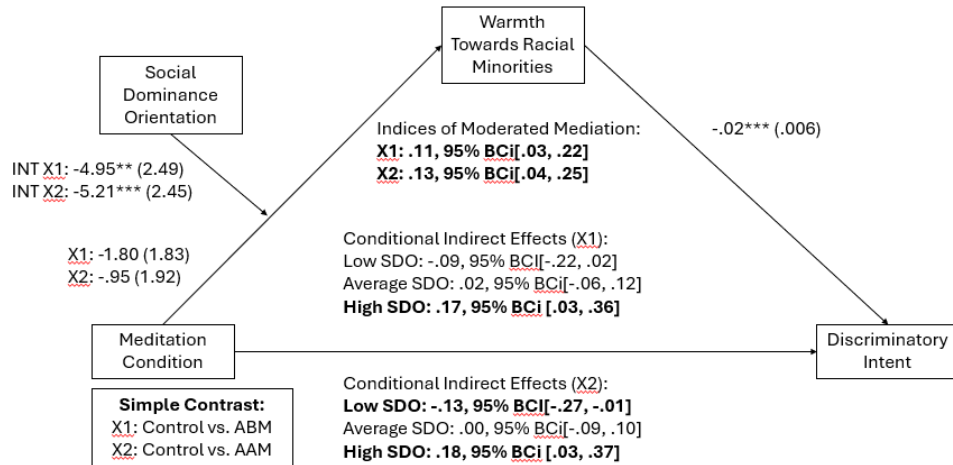 Warmth
Towards Racial
Minorities
Social
Dominance
Orientation
Indices of Moderated Mediation:
X1: .11, 95% BCi[.03, .22]
X2: .13, 95% BCi[.04, .25]
-.02*** (.006)
INT X1: -4.95** (2.49)
INT X2: -5.21*** (2.45)
X1: -1.80 (1.83)
X2: -.95 (1.92)
Conditional Indirect Effects (X1):
Low SDO: -.09, 95% BCI[-.22, .02]
Average SDO: .02, 95% BCi[-.06, .12]
High SDO: .17, 95% BCi [.03, .36]
Meditation
Condition
Discriminatory
Intent
Simple Contrast:
X1: Control vs. ABM
X2: Control vs. AAM
Conditional Indirect Effects (X2):
Low SDO: -.13, 95% BCI[-.27, -.01]
Average SDO: .00, 95% BCi[-.09, .10]
High SDO: .18, 95% BCi [.03, .37]